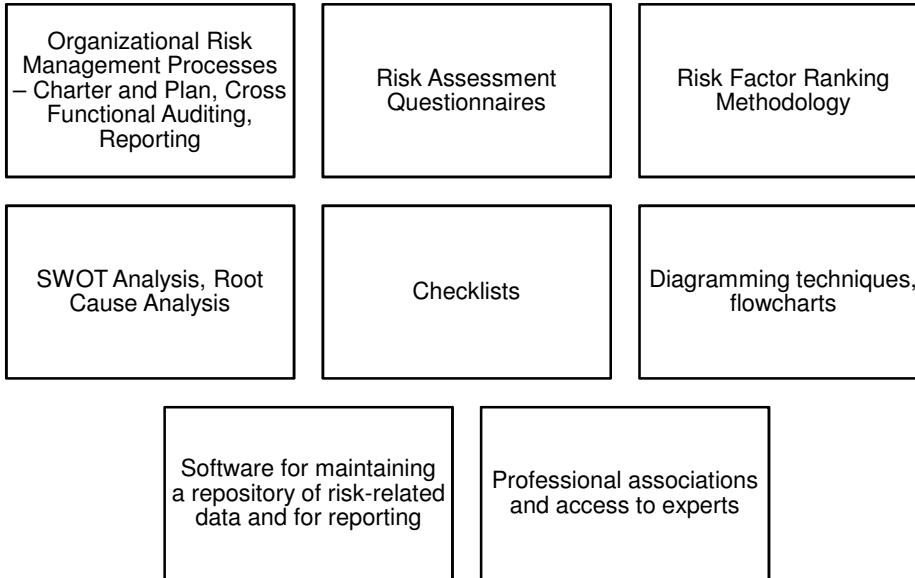 Organizational Risk
Management Processes
– Charter and Plan, Cross
Functional Auditing,
Reporting
Risk Assessment
Questionnaires
Risk Factor Ranking
Methodology
SWOT Analysis, Root
Cause Analysis
Checklists
Diagramming techniques,
flowcharts
Software for maintaining
a repository of risk-related
data and for reporting
Professional associations
and access to experts